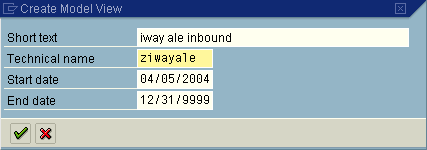 Create Model View
Short text iway ale inbound
Technical name ziwayale
Start date 04/05/2004
End date 12/31/9999